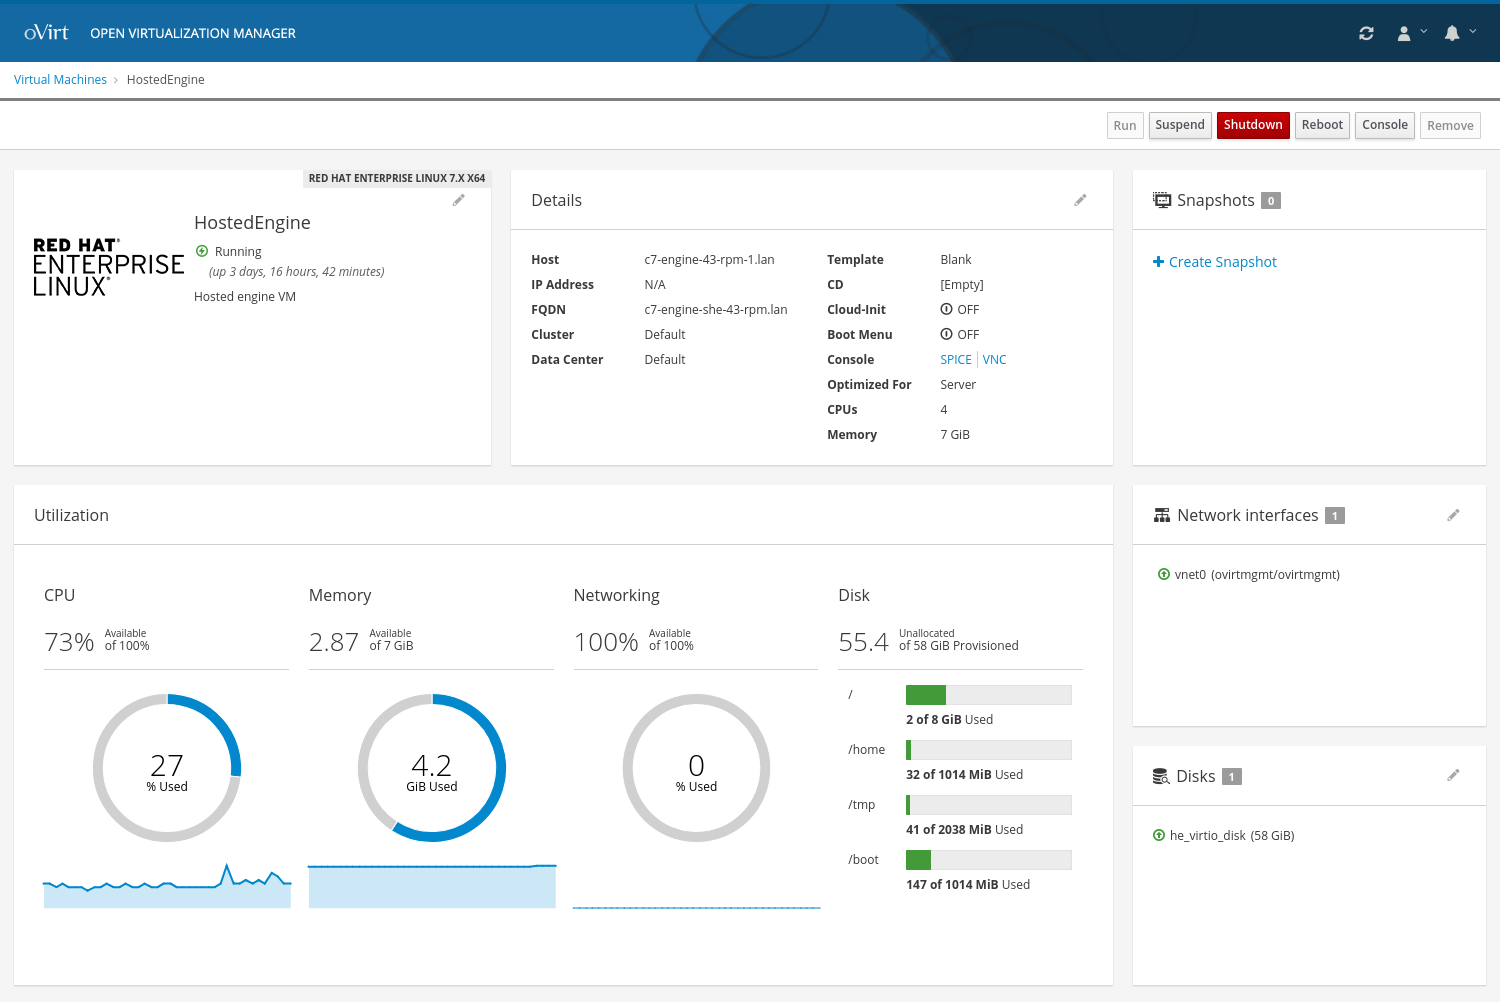 oVirt OPEN VIRTUALIZATION MANAGER
Virtual Machines › HostedEngine
Run Suspend Shutdown Reboot Console Remove
RED HAT ENTERPRISE LINUX 7.X X64
RED HAT
ENTERPRISE
LINUX
HostedEngine
Running
(up 3 days, 16 hours, 42 minutes)
Hosted engine VM
Details
Host c7-engine-43-rpm-1.lan
IP Address N/A
FQDN c7-engine-she-43-rpm.lan
Cluster Default
Data Center Default
Template Blank
CD [Empty]
Cloud-Init OFF
Boot Menu OFF
Console SPICE VNC
Optimized For Server
CPUs 4
Memory 7 GiB
Snapshots 0
Create Snapshot
Utilization
CPU
73% Available
of 100%
27
% Used
Memory
2.87 Available
of 7 GiB
4.2
GiB Used
Networking
100% Available
of 100%
0
% Used
Disk
55.4 Unallocated
of 58 GiB Provisioned
/
2 of 8 GiB Used
/home
32 of 1014 MiB Used
/tmp
41 of 2038 MiB Used
/boot
147 of 1014 MiB Used
Network interfaces 1
vnet0 (ovirtmgmt/ovirtmgmt)
Disks 1
he_virtio_disk (58 GiB)